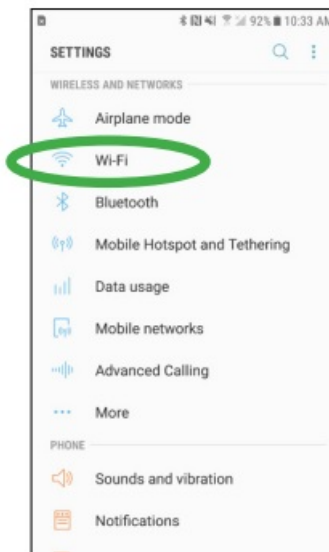 92% 10:33 AM
SETTINGS
WIRELESS AND NETWORKS
Airplane mode
Wi-Fi
Bluetooth
Mobile Hotspot and Tethering
Data usage
Mobile networks
Advanced Calling
More
PHONE
Sounds and vibration
Notifications